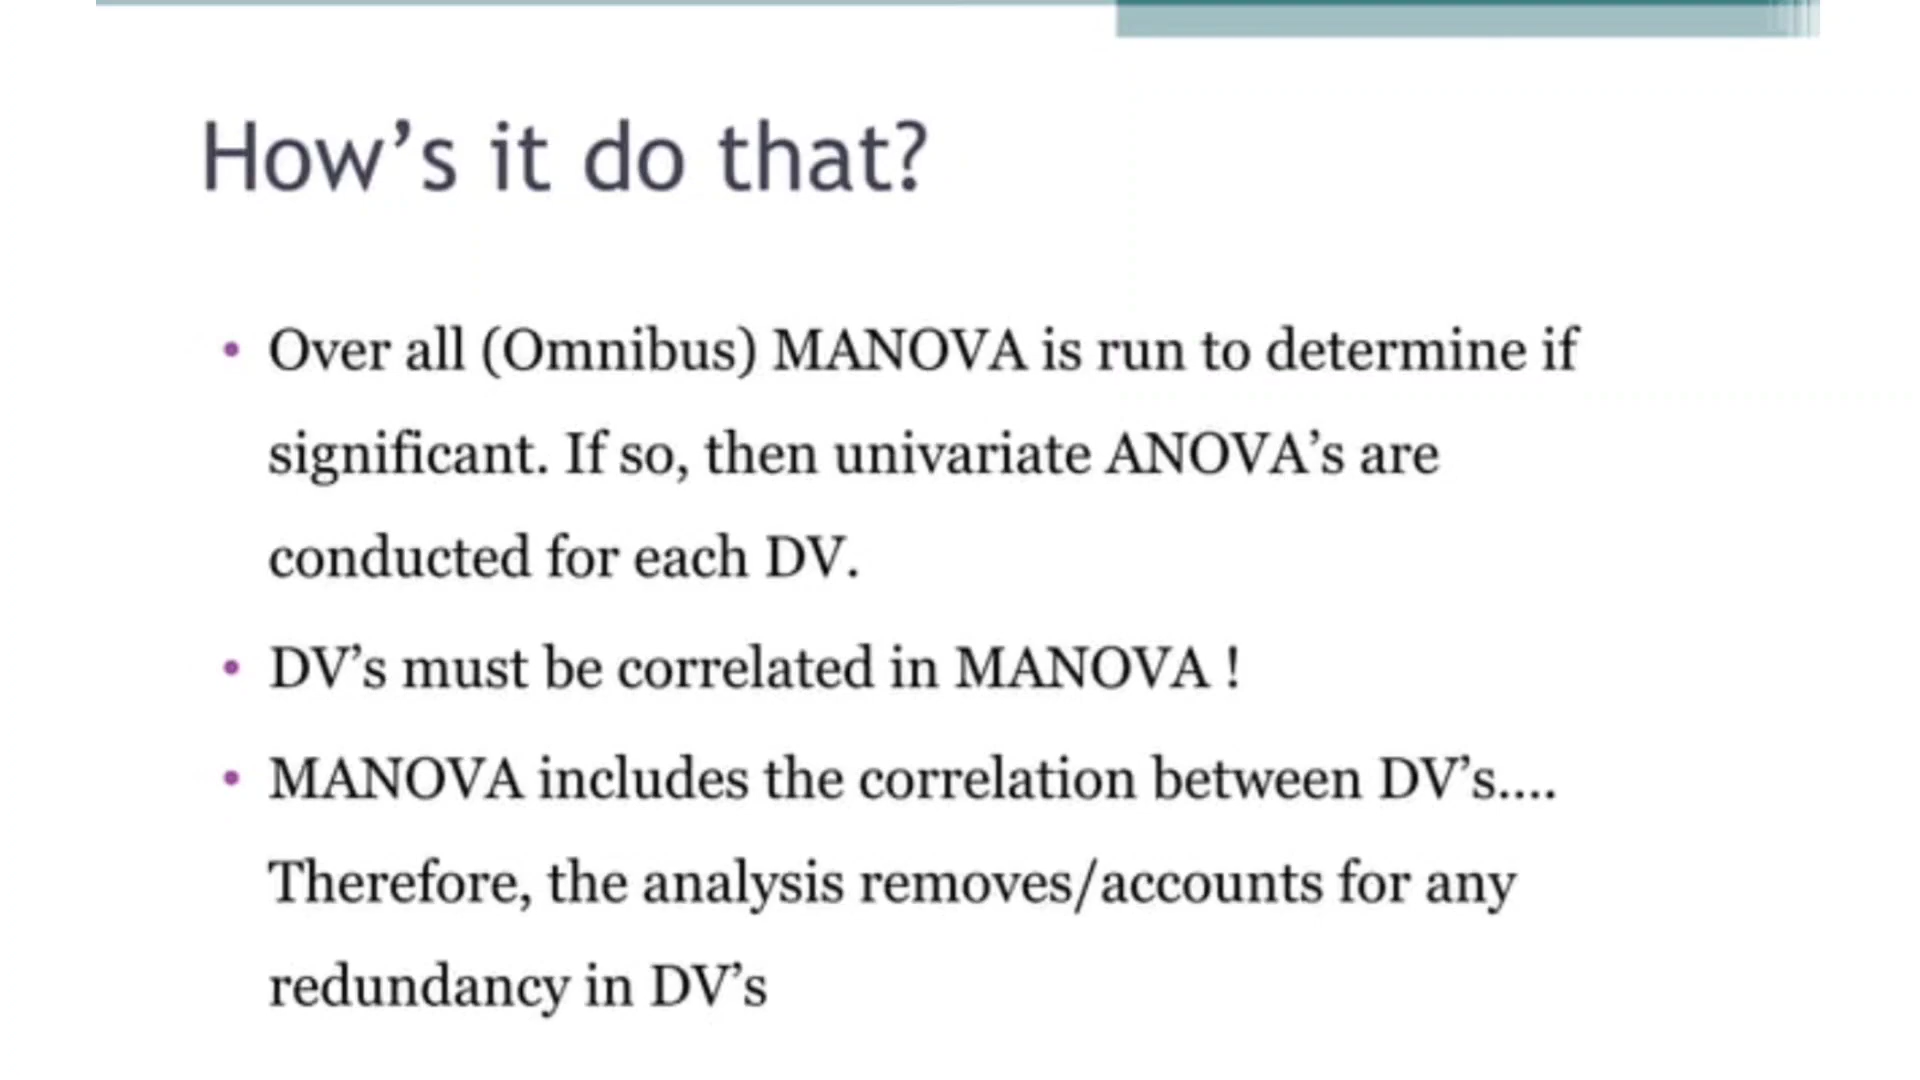 How’s it do that?
• Over all (Omnibus) MANOVA is run to determine if
significant. If so, then univariate ANOVA’s are
conducted for each DV.
• DV’s must be correlated in MANOVA !
• MANOVA includes the correlation between DV’s....
Therefore, the analysis removes/accounts for any
redundancy in DV’s